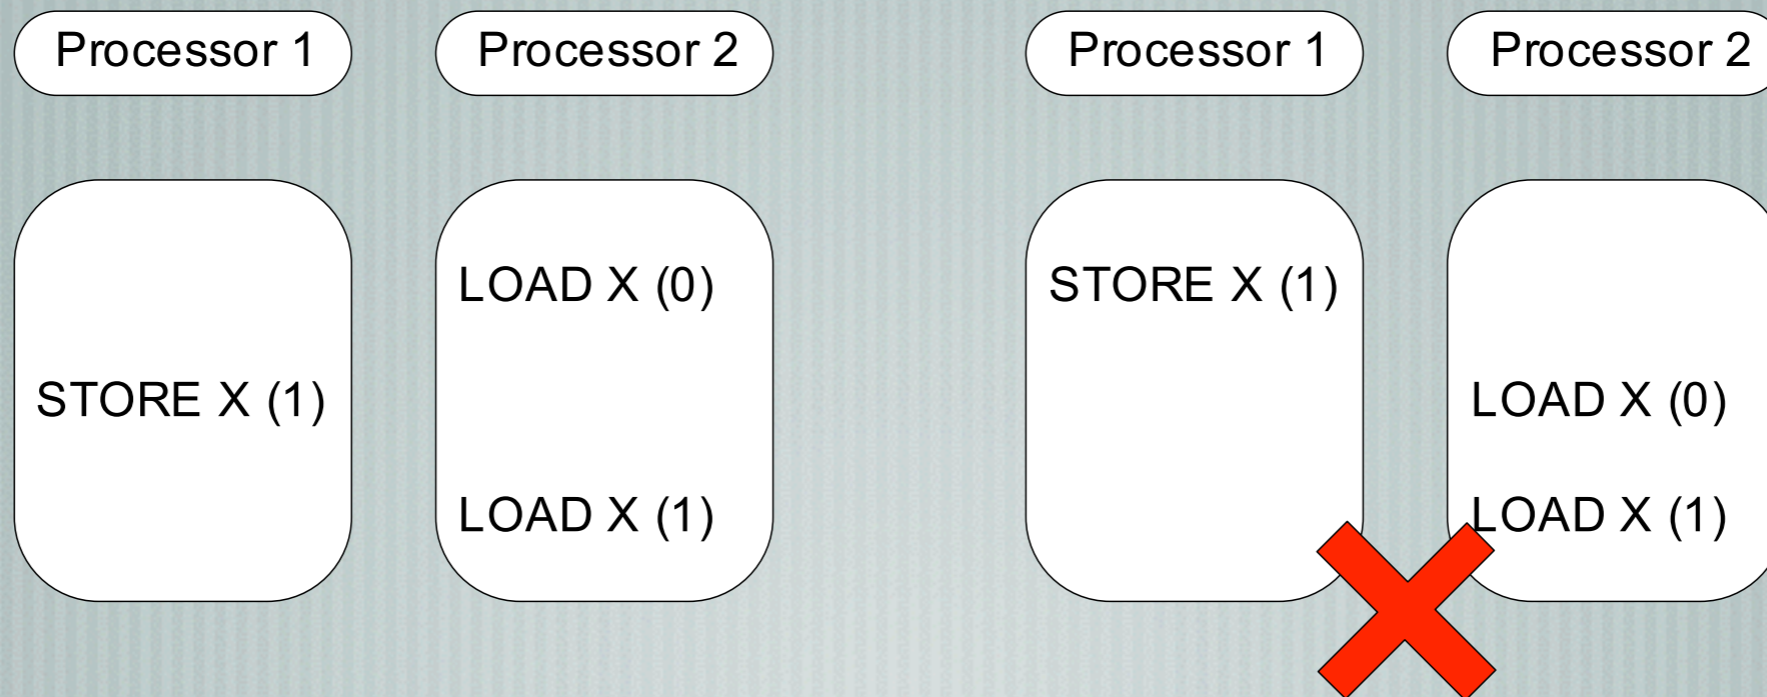 Processor 1
Processor 2
LOAD X (0)
STORE X (1)
LOAD X (1)
Processor 1
Processor 2
STORE X (1)
LOAD X (0)
LOAD X (1)